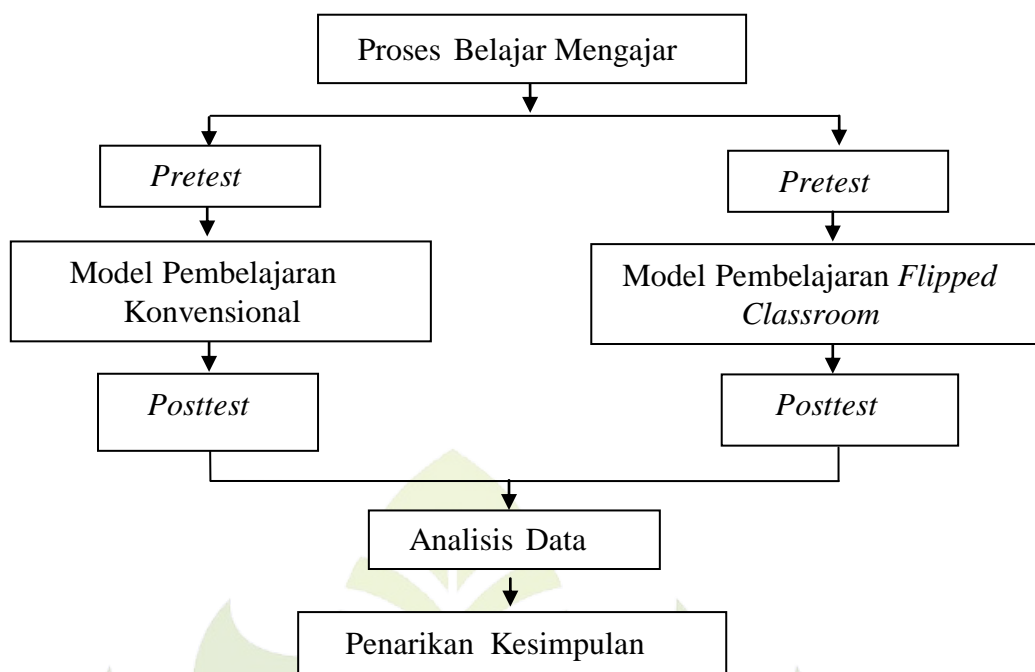 Proses Belajar Mengajar
Pretest
Pretest
Model Pembelajaran
Konvensional
Model Pembelajaran Flipped
Classroom
Posttest
Posttest
Analisis Data
Penarikan Kesimpulan